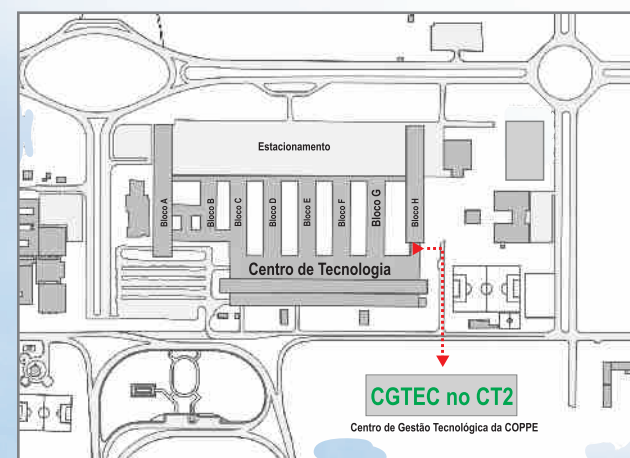 Estacionamento
Bloco A
Bloco B
Bloco C
Bloco D
Bloco E
Bloco F
Bloco G
Bloco H
Centro de Tecnologia
CGTEC no CT2
Centro de Gestão Tecnológica da COPPE